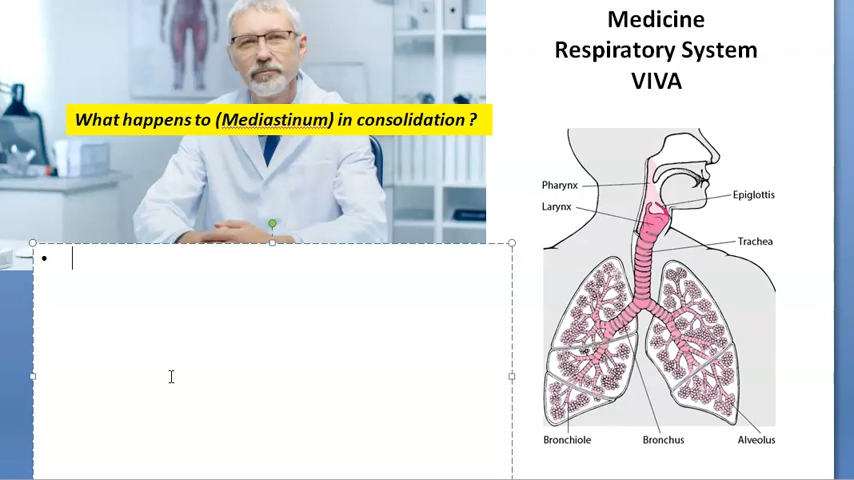 Medicine
Respiratory System
VIVA
What happens to (Mediastinum) in consolidation ?
•
Pharynx
Epiglottis
Larynx
Trachea
Bronchiole
Bronchus
Alveolus